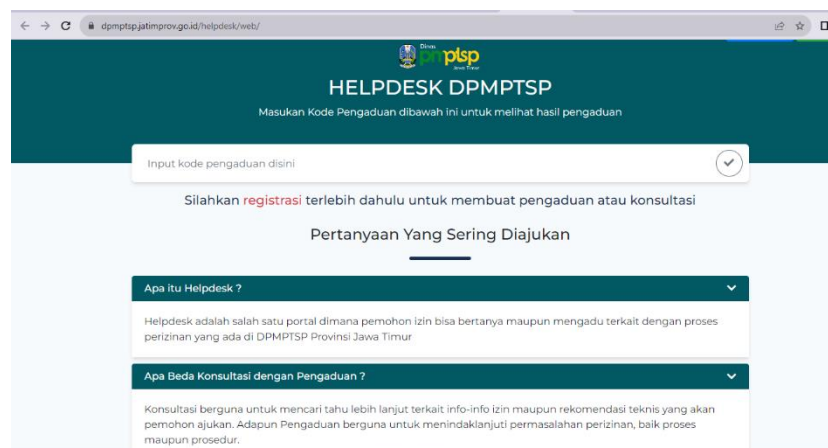 dpmptsp.jatimprov.go.id/helpdesk/web/
Dinas
pmptsp
Jawa Timur
HELPDESK DPMPTSP
Masukan Kode Pengaduan dibawah ini untuk melihat hasil pengaduan
Input kode pengaduan disini
Silahkan registrasi terlebih dahulu untuk membuat pengaduan atau konsultasi
Pertanyaan Yang Sering Diajukan
Apa itu Helpdesk ?
Helpdesk adalah salah satu portal dimana pemohon izin bisa bertanya maupun mengadu terkait dengan proses
perizinan yang ada di DPMPTSP Provinsi Jawa Timur
Apa Beda Konsultasi dengan Pengaduan ?
Konsultasi berguna untuk mencari tahu lebih lanjut terkait info-info izin maupun rekomendasi teknis yang akan
pemohon ajukan. Adapun Pengaduan berguna untuk menindaklanjuti permasalahan perizinan, baik proses
maupun prosedur.